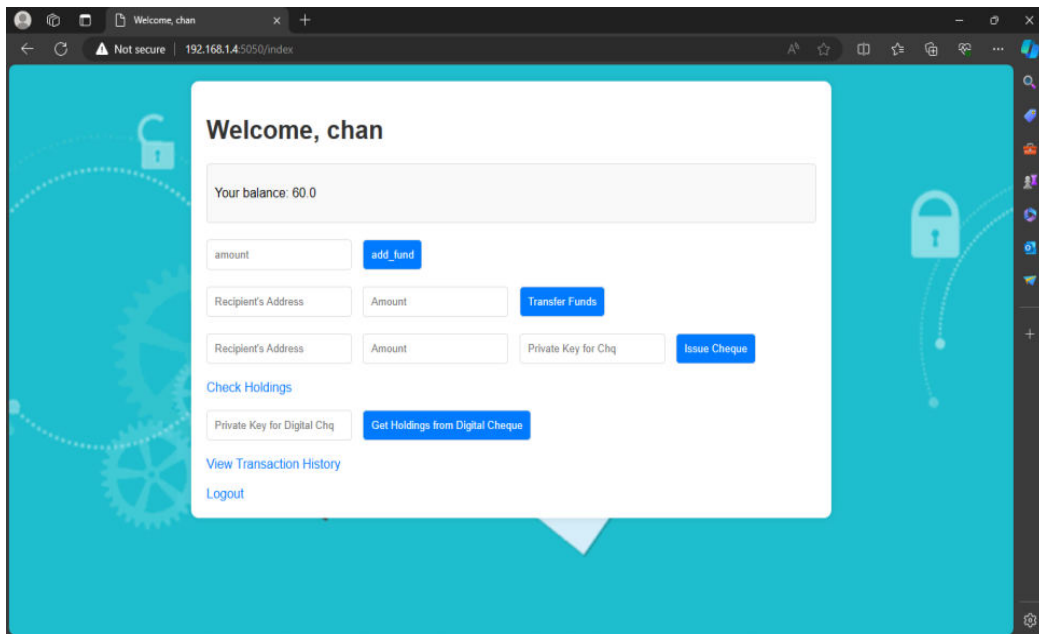 Welcome, chan
Not secure 192.168.1.4:5050/index
Welcome, chan
Your balance: 60.0
amount add_fund
Recipient's Address Amount Transfer Funds
Recipient's Address Amount Private Key for Chq Issue Cheque
Check Holdings
Private Key for Digital Chq Get Holdings from Digital Cheque
View Transaction History
Logout